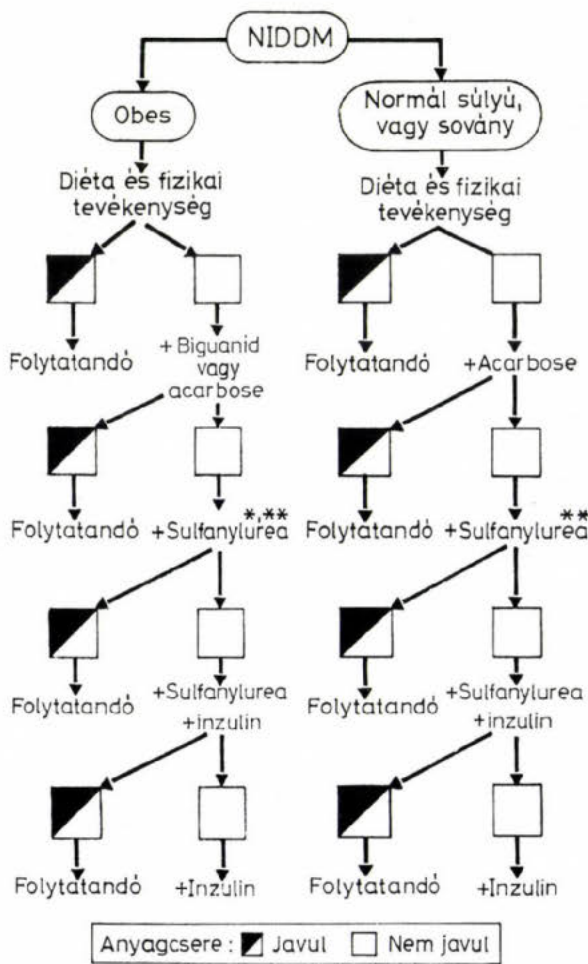 NIDDM
Obes
Normál súlyú,
vagy sovány
Diéta és fizikai
tevékenység
Diéta és fizikai
tevékenység
Folytatandó
+Biguanid
vagy
acarbose
Folytatandó
+Acarbose
Folytatandó
+Sulfanylurea *,**
Folytatandó
+Sulfanylurea **
Folytatandó
+Sulfanylurea
+inzulin
Folytatandó
+Sulfanylurea
+inzulin
Folytatandó
+Inzulin
Folytatandó
+Inzulin
Anyagcsere: Javul Nem javul